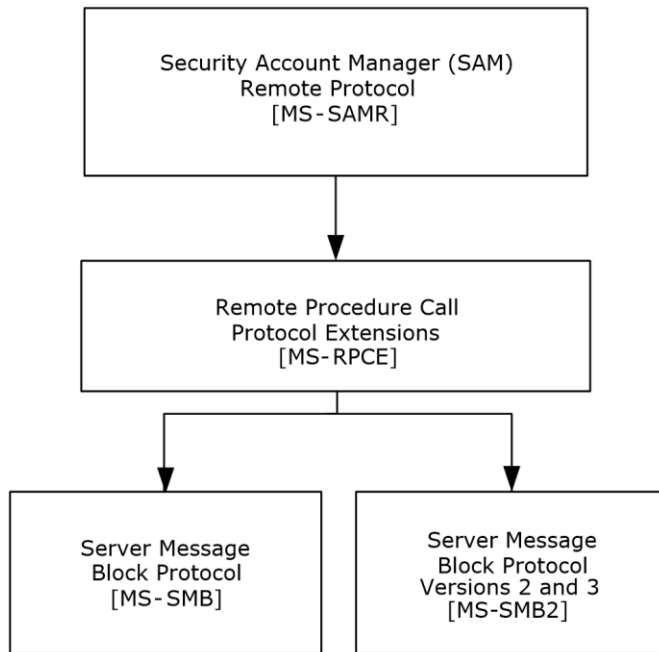 Security Account Manager (SAM)
Remote Protocol
[MS-SAMR]
Remote Procedure Call
Protocol Extensions
[MS-RPCE]
Server Message
Block Protocol
[MS-SMB]
Server Message
Block Protocol
Versions 2 and 3
[MS-SMB2]